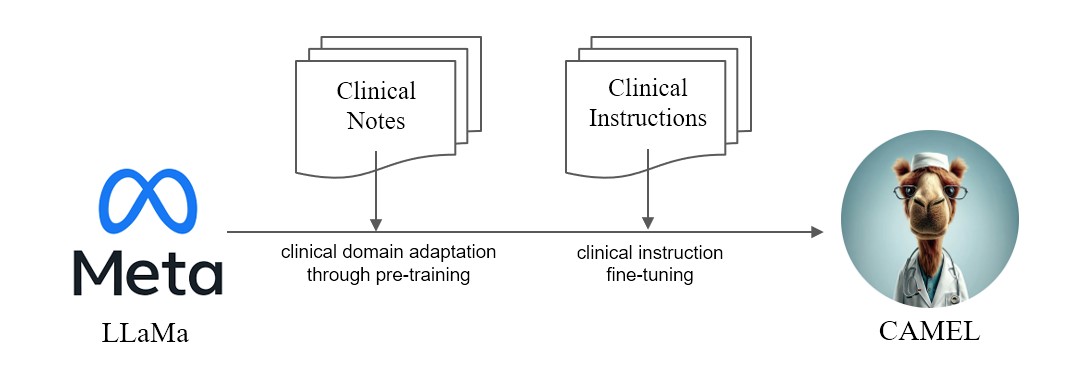 Clinical
Notes
Clinical
Instructions
clinical domain adaptation
through pre-training
clinical instruction
fine-tuning
Meta
LLaMa
CAMEL